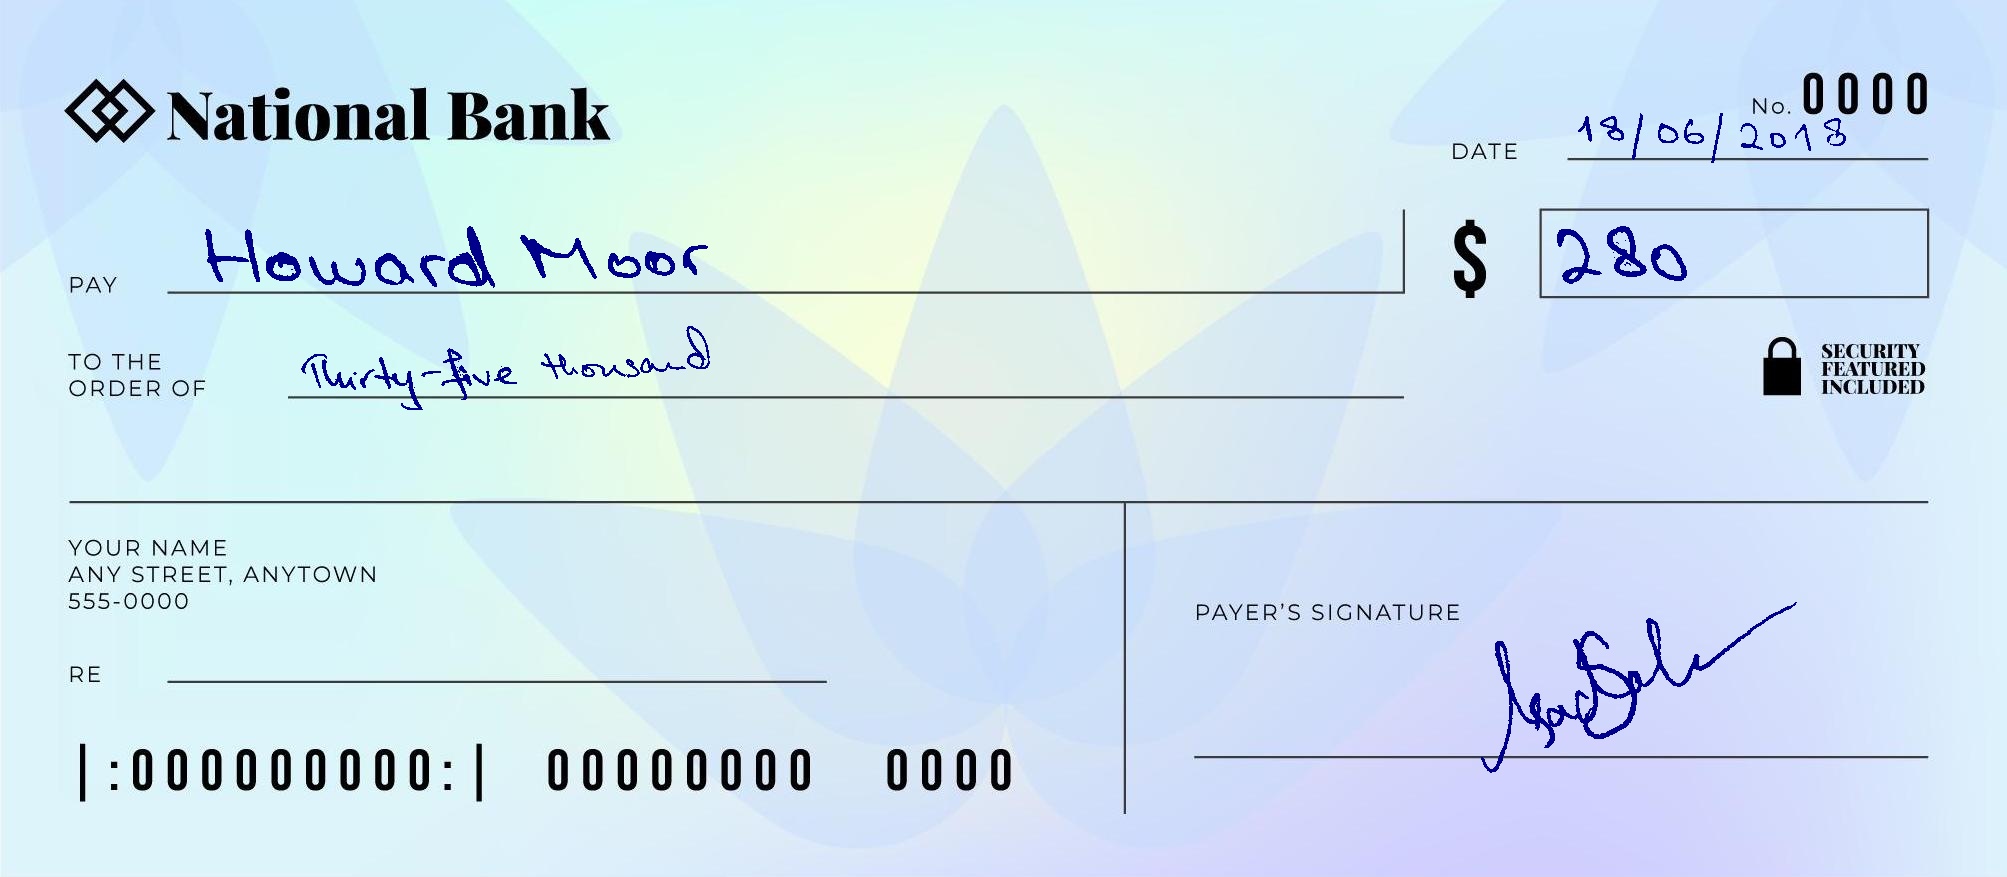 National Bank
No. 0000
DATE 18/06/2018
PAY Howard Moor $ 280
TO THE
ORDER OF Thirty-five thousand
SECURITY
FEATURED
INCLUDED
YOUR NAME
ANY STREET, ANYTOWN
555-0000
PAYER'S SIGNATURE
RE
|:000000000:| 00000000 0000